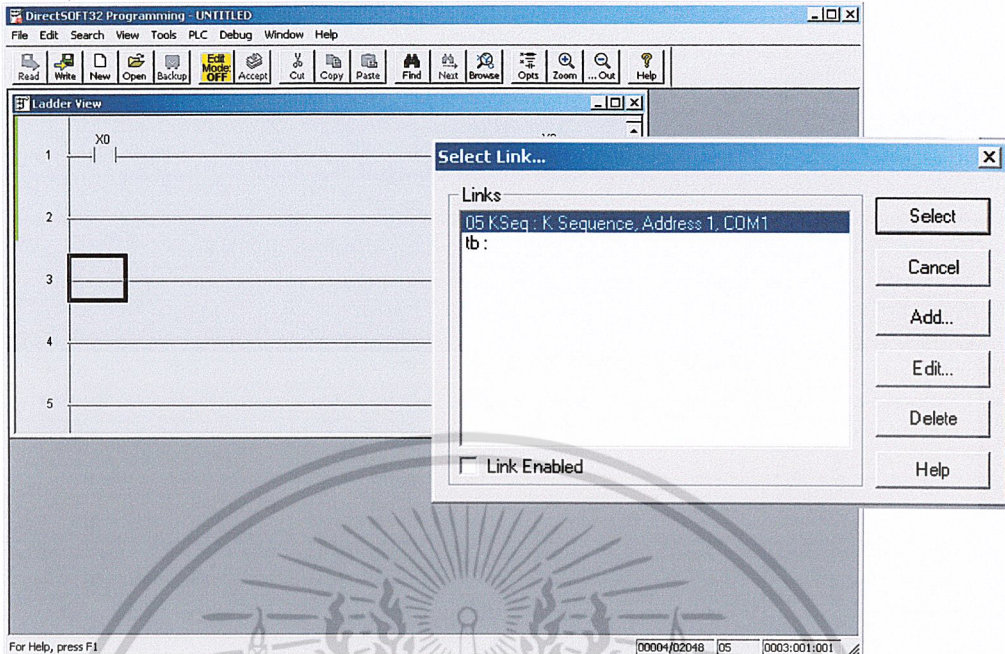 DirectSOFT32 Programming - UNTITLED
File Edit Search View Tools PLC Debug Window Help
Read Write New Open Backup Edit Mode: OFF Accept Cut Copy Paste Find Next Browse Opts Zoom ... Out Help
Ladder View
X0
1
2
3
4
5
Select Link...
Links
05 KSeq : K Sequence, Address 1, COM1
tb :
Link Enabled
Select
Cancel
Add...
Edit...
Delete
Help
For Help, press F1
00004/02048 05 0003:001:001